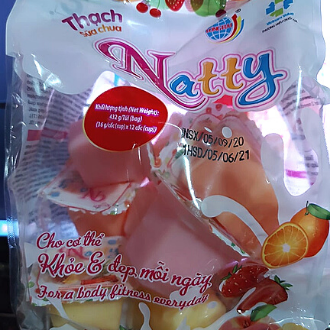 Thạch
sữa chua
Natty
Khối lượng tịnh (Net Weight):
432 g/Túi (bag)
(36 g/cốc(cup) x 12 cốc (cup))
NSX/05/09/20
HSD/05/06/21
Cho cơ thể
Khỏe & đẹp mỗi ngày
For a body fitness everyday